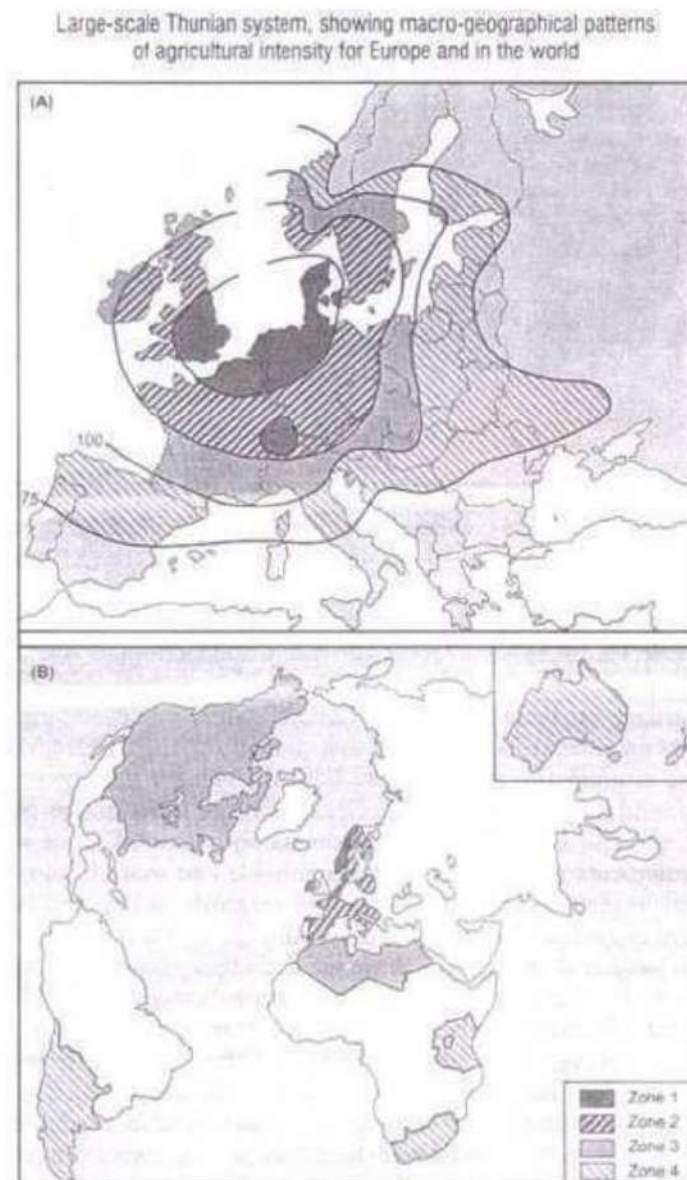 Large-scale Thunian system, showing macro-geographical patterns
of agricultural intensity for Europe and in the world
(A)
100
75
(B)
Zone 1
Zone 2
Zone 3
Zone 4